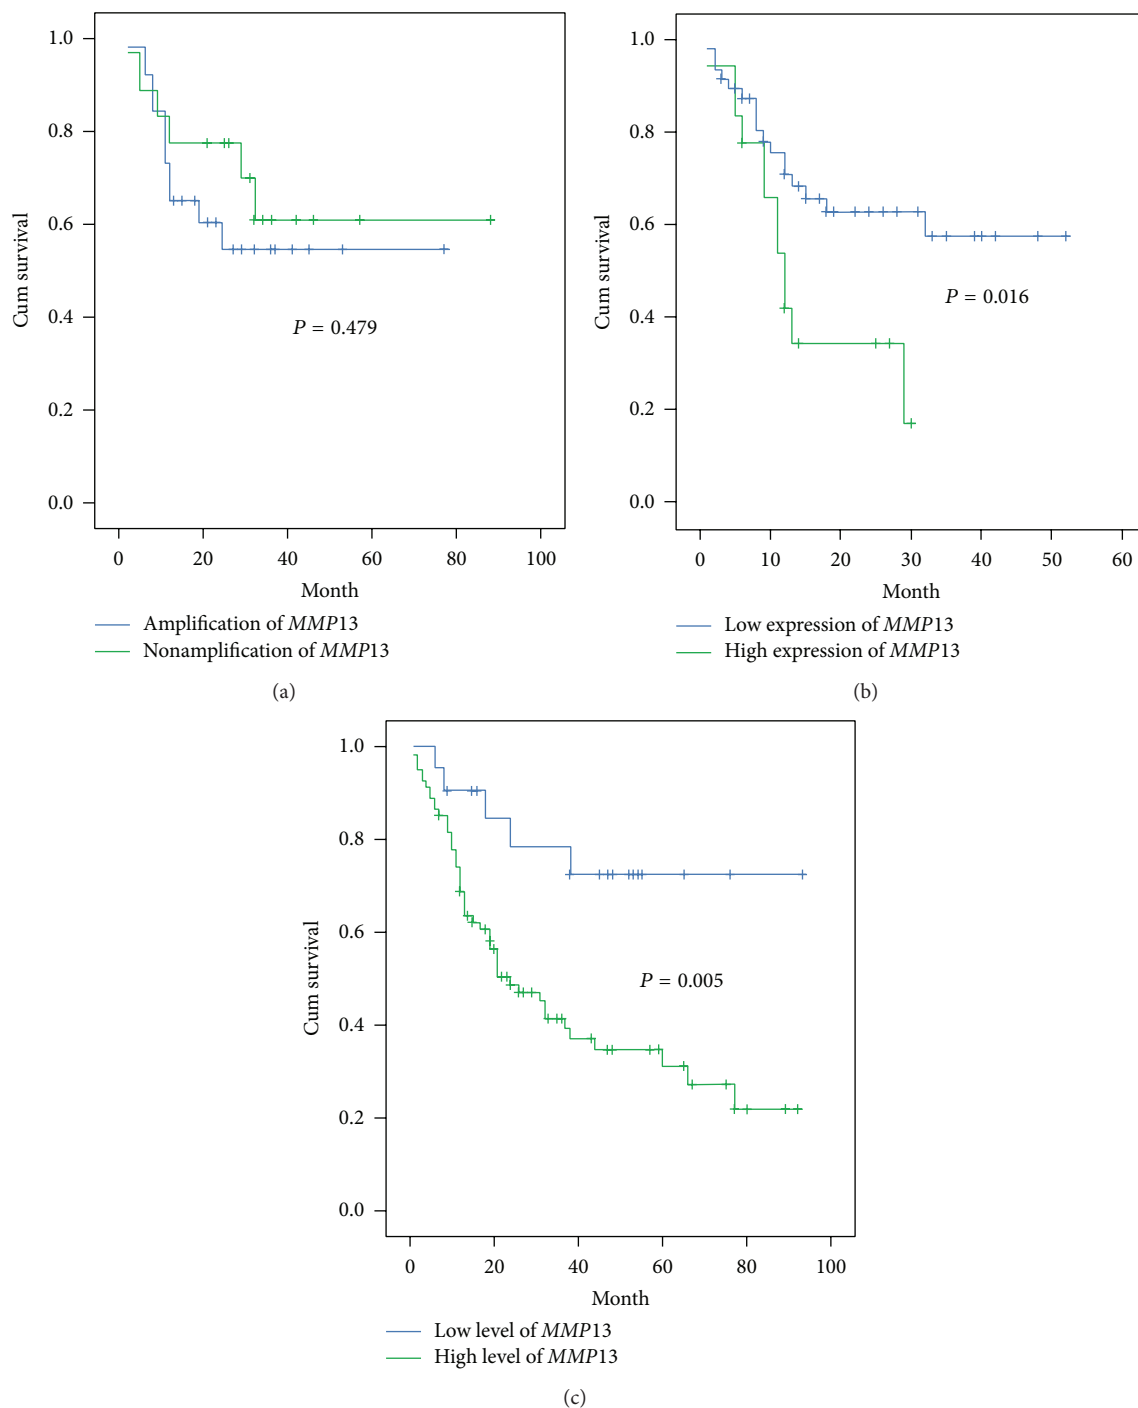 1.0
0.8
0.6
0.4
0.2
0.0
Cum survival
P = 0.479
0 20 40 60 80 100
Month
Amplification of MMP13
Nonamplification of MMP13
(a)
1.0
0.8
0.6
0.4
0.2
0.0
Cum survival
P = 0.016
0 10 20 30 40 50 60
Month
Low expression of MMP13
High expression of MMP13
(b)
1.0
0.8
0.6
0.4
0.2
0.0
Cum survival
P = 0.005
0 20 40 60 80 100
Month
Low level of MMP13
High level of MMP13
(c)